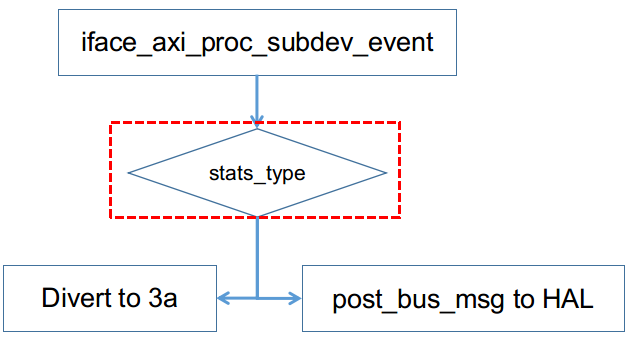 iface_axi_proc_subdev_event
stats_type
Divert to 3a
post_bus_msg to HAL